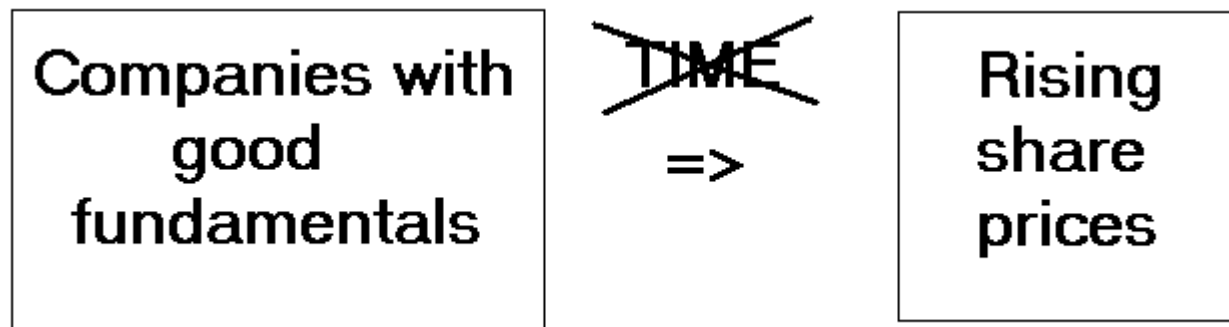 Companies with
good
fundamentals
TIME
=>
Rising
share
prices